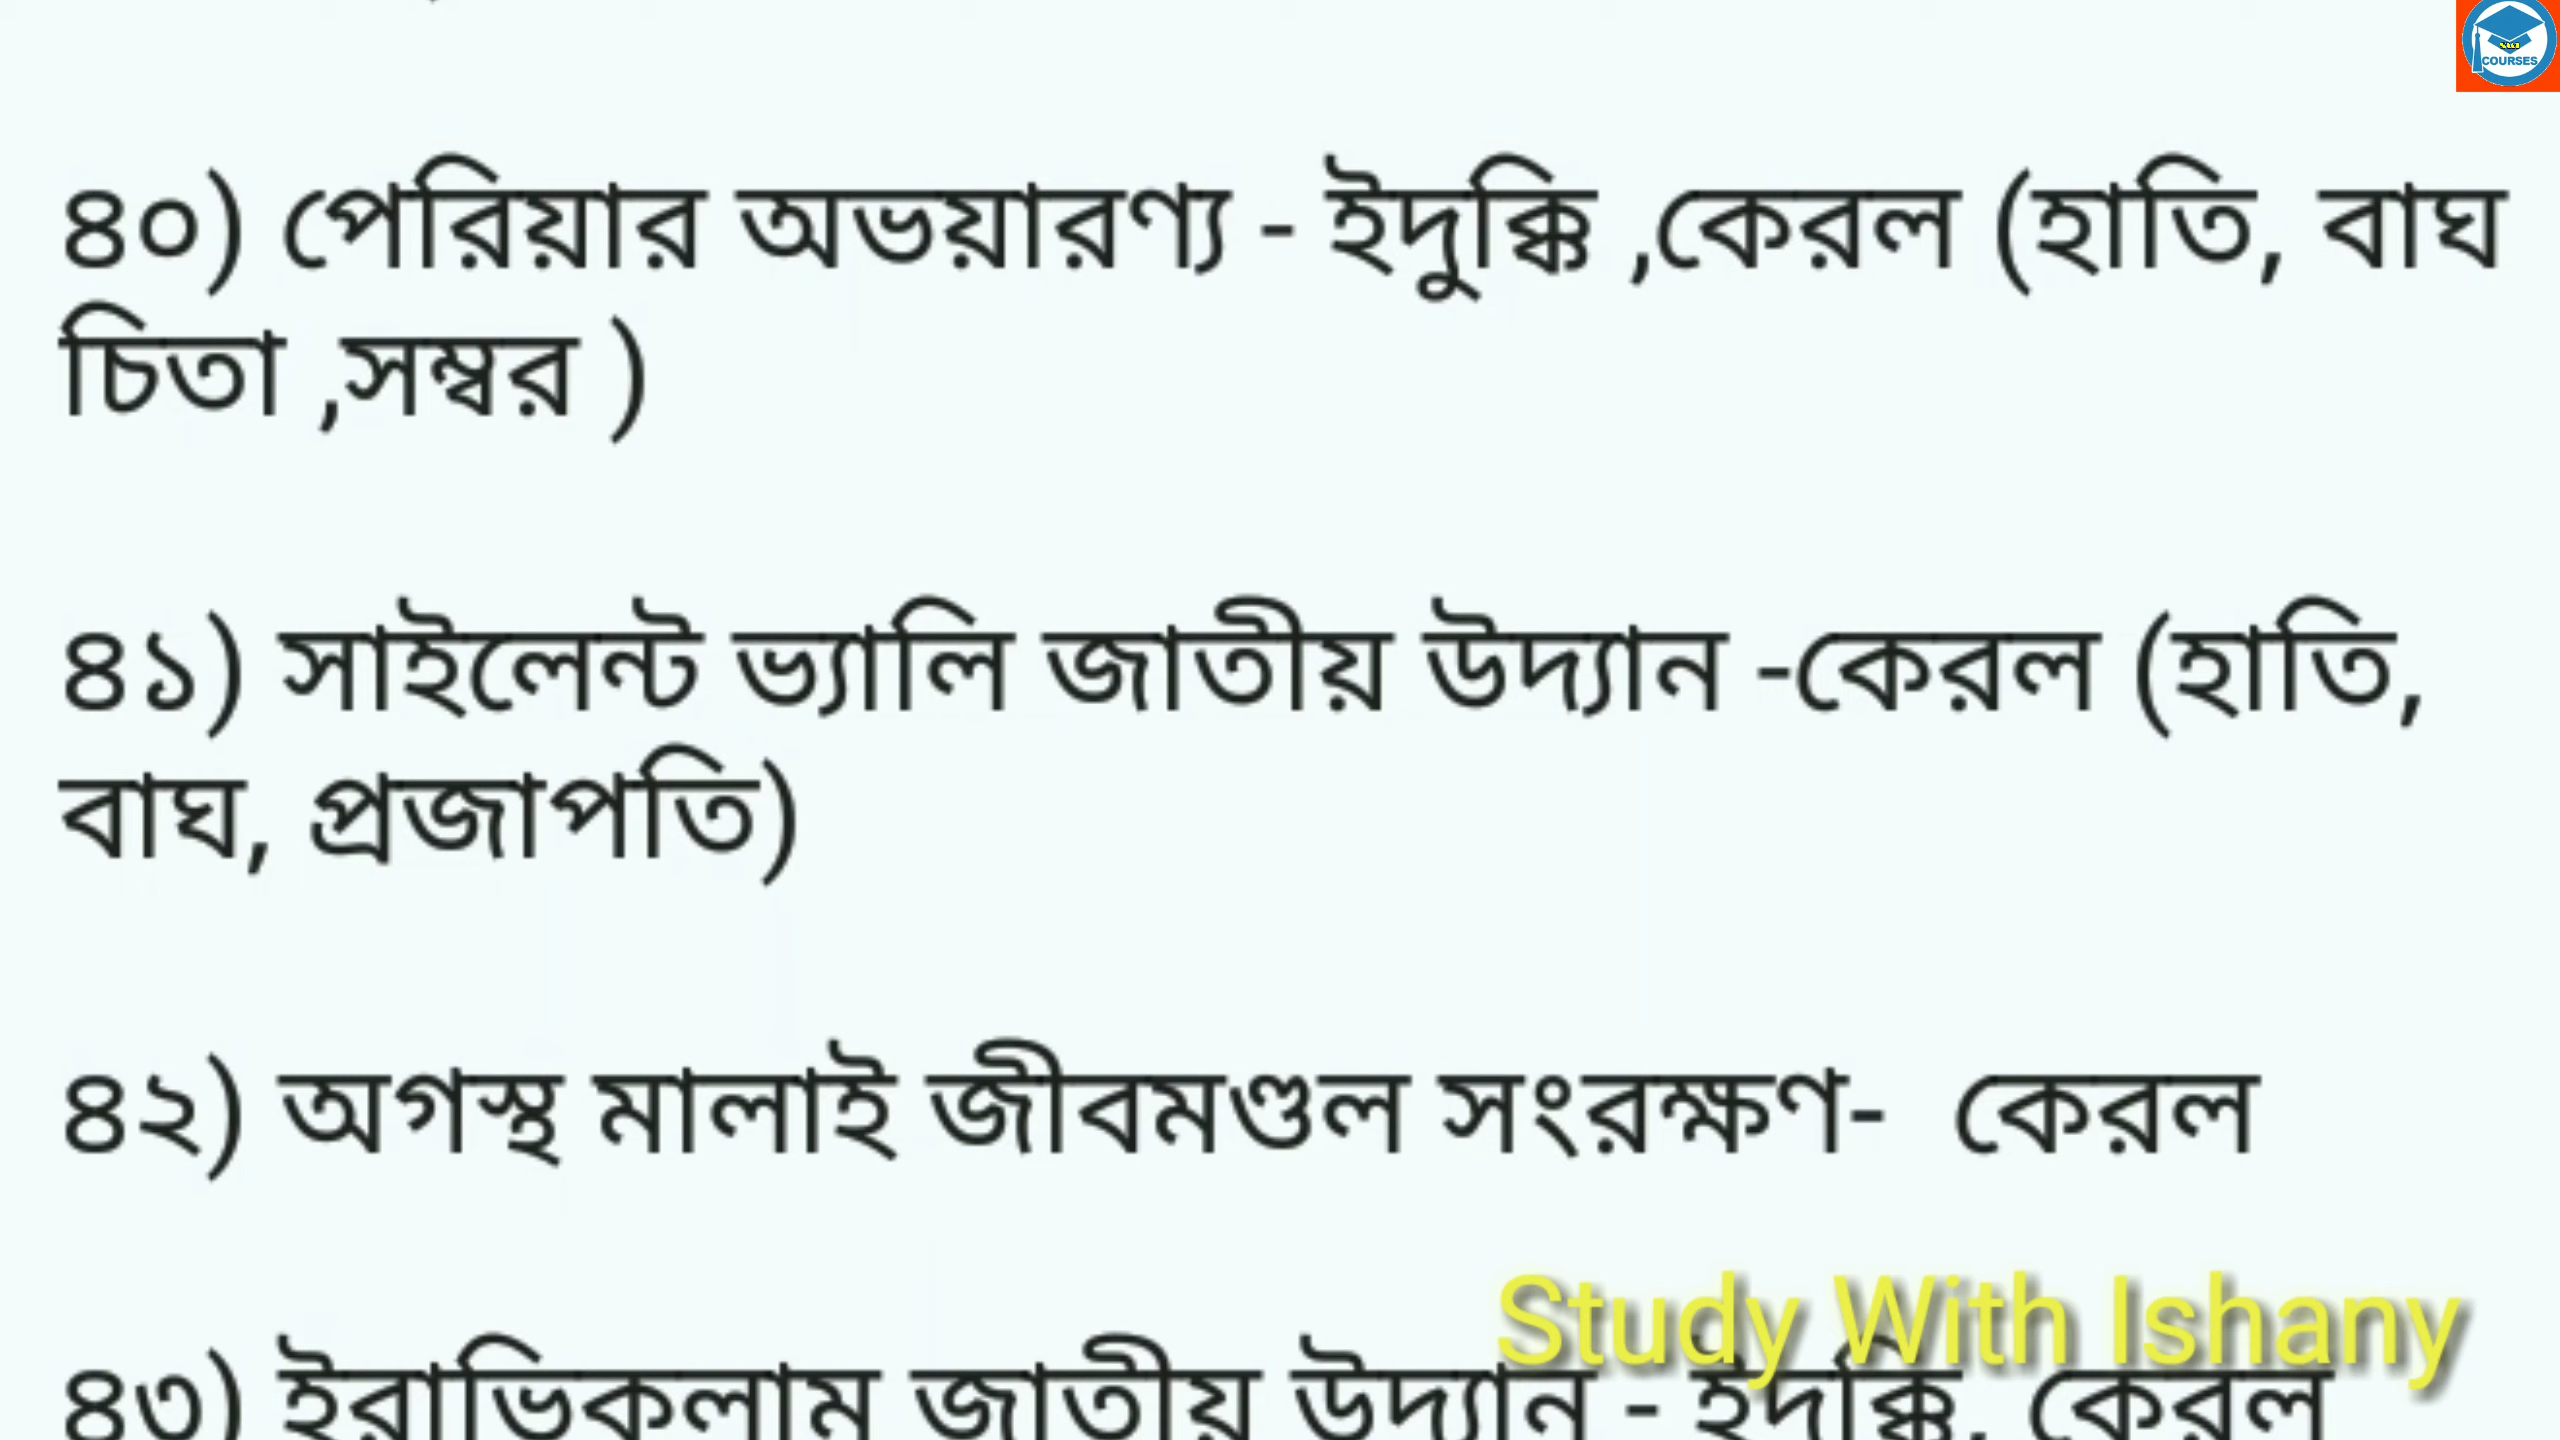 COURSES
৪০) পেরিয়ার অভয়ারণ্য - ইদুক্কি ,কেরল (হাতি, বাঘ
চিতা ,সম্বর )
৪১) সাইলেন্ট ভ্যালি জাতীয় উদ্যান -কেরল (হাতি,
বাঘ, প্রজাপতি)
৪২) অগস্থ মালাই জীবমণ্ডল সংরক্ষণ- কেরল
Study With Ishany
৪৩) ইরাভিকলাম জাতীয় উদ্যান - ইদুক্কি, কেরল